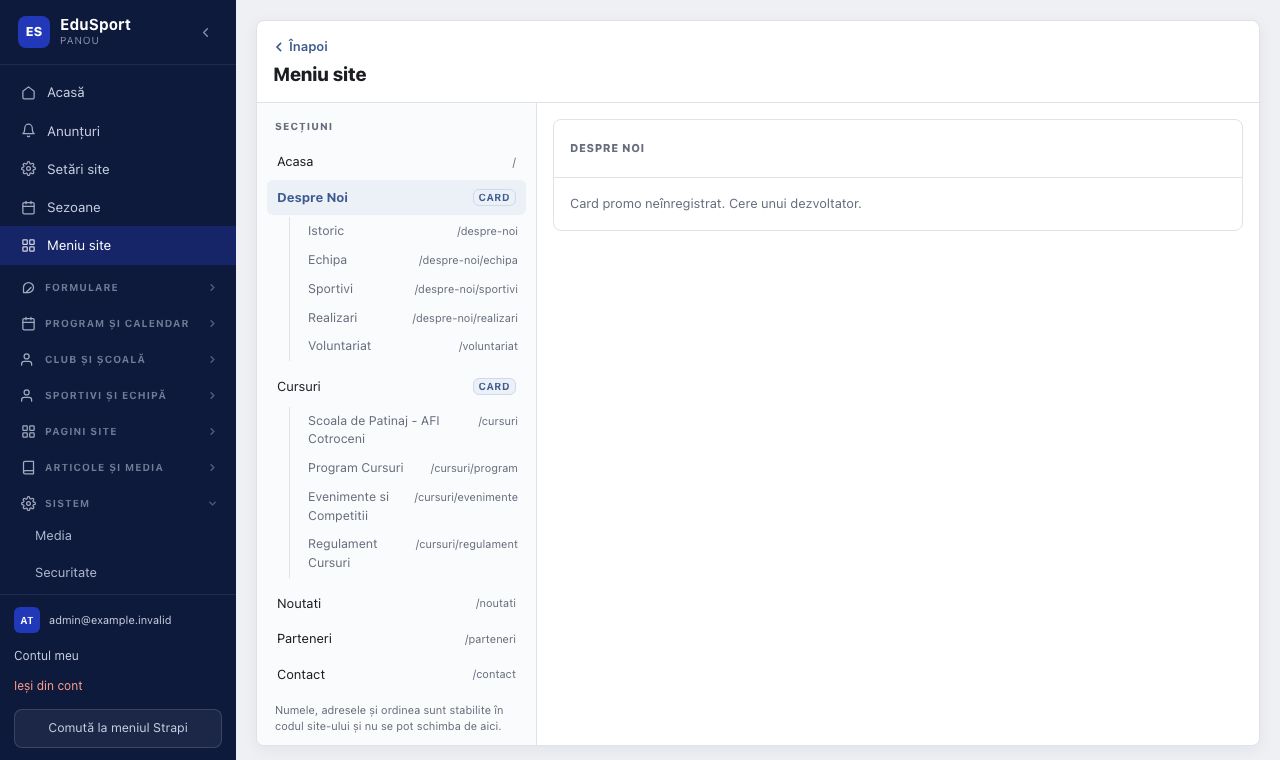 ES
EduSport
PANOU
Acasă
Anunțuri
Setări site
Sezoane
Meniu site
FORMULARE
PROGRAM ȘI CALENDAR
CLUB ȘI ȘCOALĂ
SPORTIVI ȘI ECHIPĂ
PAGINI SITE
ARTICOLE ȘI MEDIA
SISTEM
Media
Securitate
AT admin@example.invalid
Contul meu
Ieși din cont
Comută la meniul Strapi
Înapoi
Meniu site
SECȚIUNI
Acasa /
Despre Noi CARD
Istoric /despre-noi
Echipa /despre-noi/echipa
Sportivi /despre-noi/sportivi
Realizari /despre-noi/realizari
Voluntariat /voluntariat
Cursuri CARD
Scoala de Patinaj - AFI /cursuri
Cotroceni
Program Cursuri /cursuri/program
Evenimente si /cursuri/evenimente
Competitii
Regulament /cursuri/regulament
Cursuri
Noutati /noutati
Parteneri /parteneri
Contact /contact
Numele, adresele și ordinea sunt stabilite în
codul site-ului și nu se pot schimba de aici.
DESPRE NOI
Card promo neînregistrat. Cere unui dezvoltator.